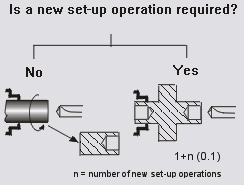 Is a new set-up operation required?
No
Yes
1+n (0.1)
n = number of new set-up operations